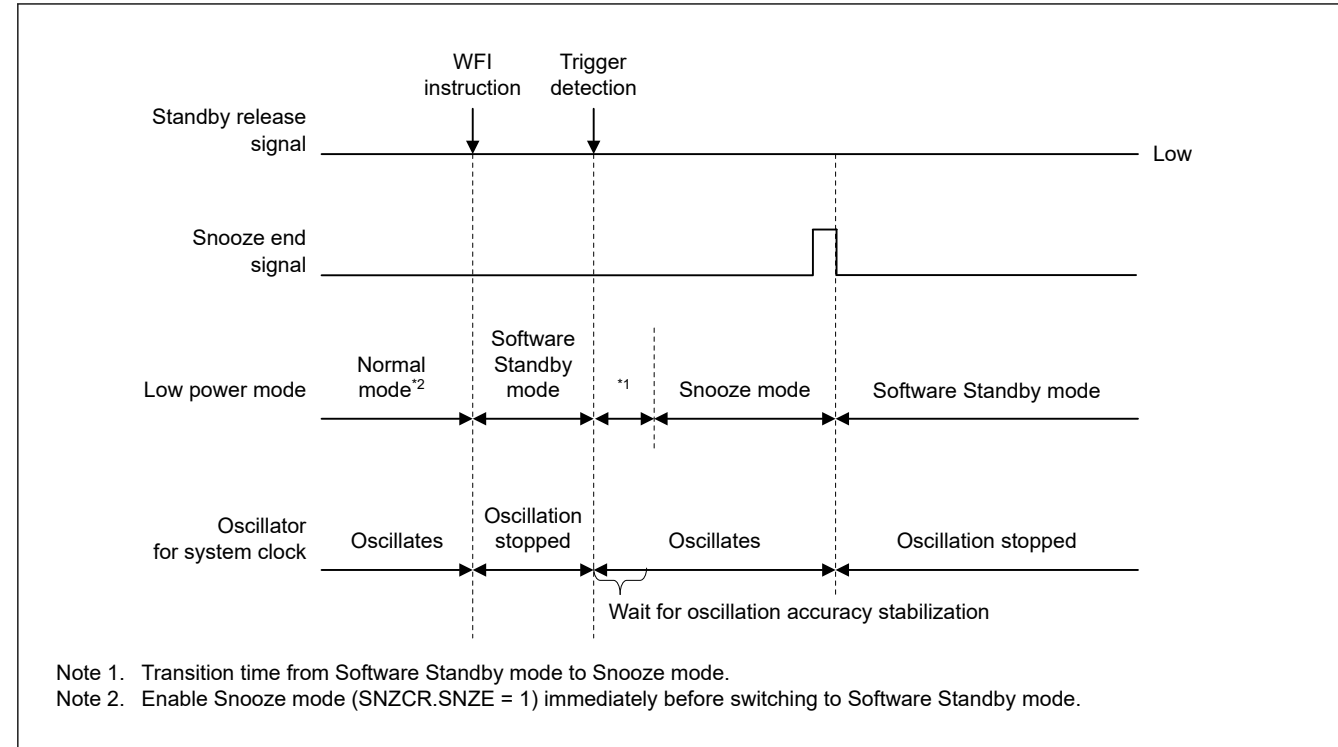 WFI
instruction
Trigger
detection
Standby release
signal
Low
Snooze end
signal
Low power mode
Normal
mode*2
Software
Standby
mode
*1
Snooze mode
Software Standby mode
Oscillator
for system clock
Oscillates
Oscillation
stopped
Oscillates
Oscillation stopped
Wait for oscillation accuracy stabilization
Note 1. Transition time from Software Standby mode to Snooze mode.
Note 2. Enable Snooze mode (SNZCR.SNZE = 1) immediately before switching to Software Standby mode.